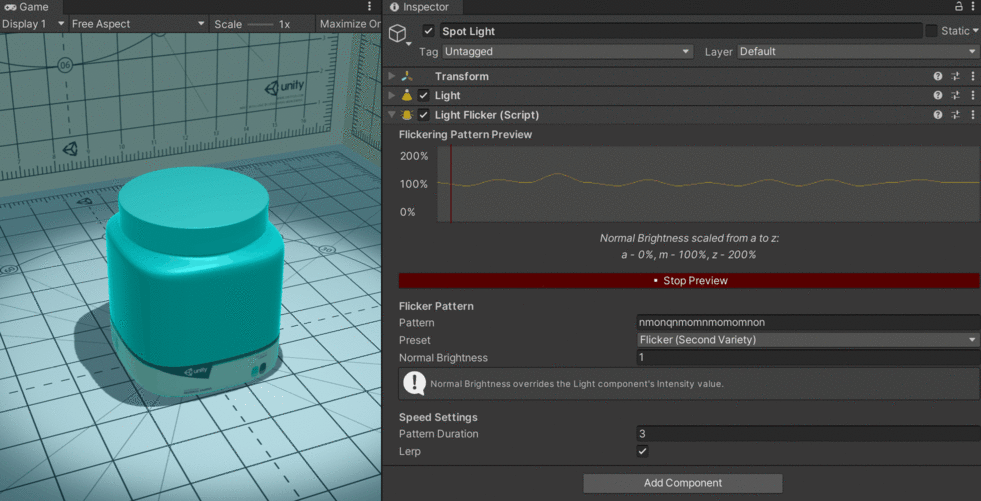 Game
Display 1 Free Aspect Scale 1x Maximize On
06
unity
unity
Inspector
Spot Light Static
Tag Untagged Layer Default
Transform
Light
Light Flicker (Script)
Flickering Pattern Preview
200%
100%
0%
Normal Brightness scaled from a to z:
a - 0%, m - 100%, z - 200%
• Stop Preview
Flicker Pattern
Pattern nmonqnmomnmomomnon
Preset Flicker (Second Variety)
Normal Brightness 1
Normal Brightness overrides the Light component's Intensity value.
Speed Settings
Pattern Duration 3
Lerp
Add Component